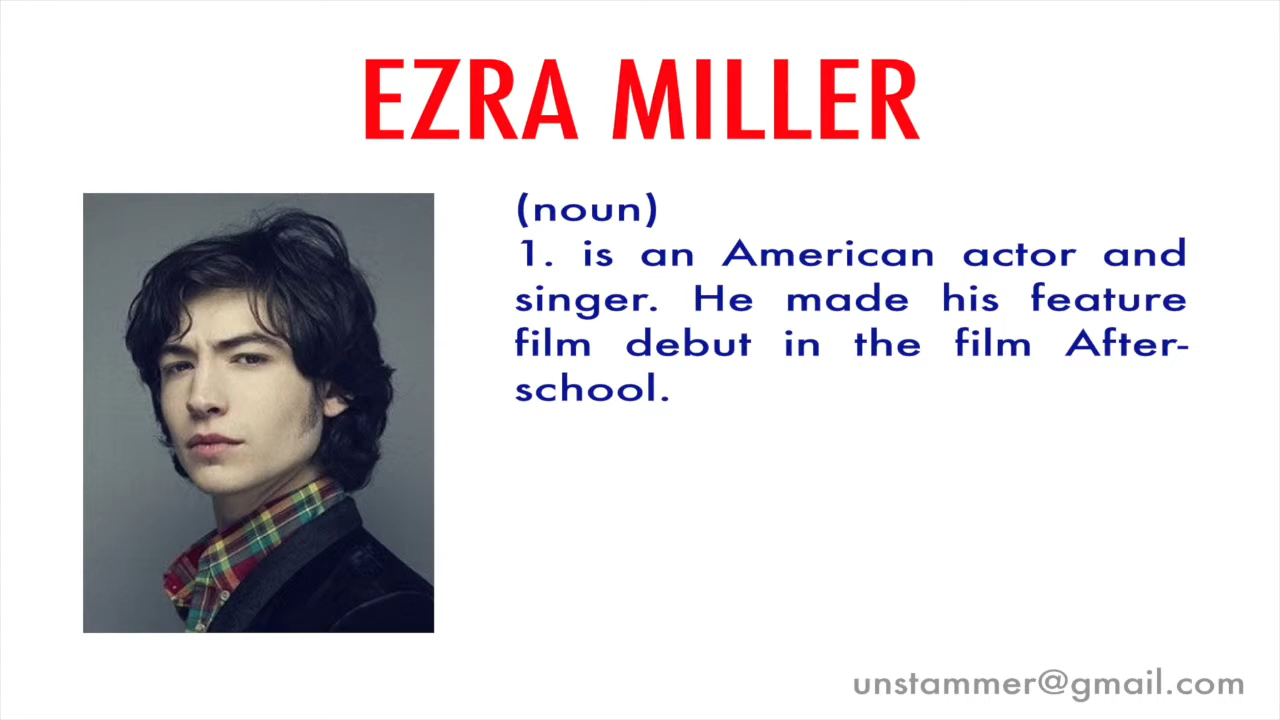 EZRA MILLER
(noun)
1. is an American actor and
singer. He made his feature
film debut in the film After-
school.
unstammer@gmail.com